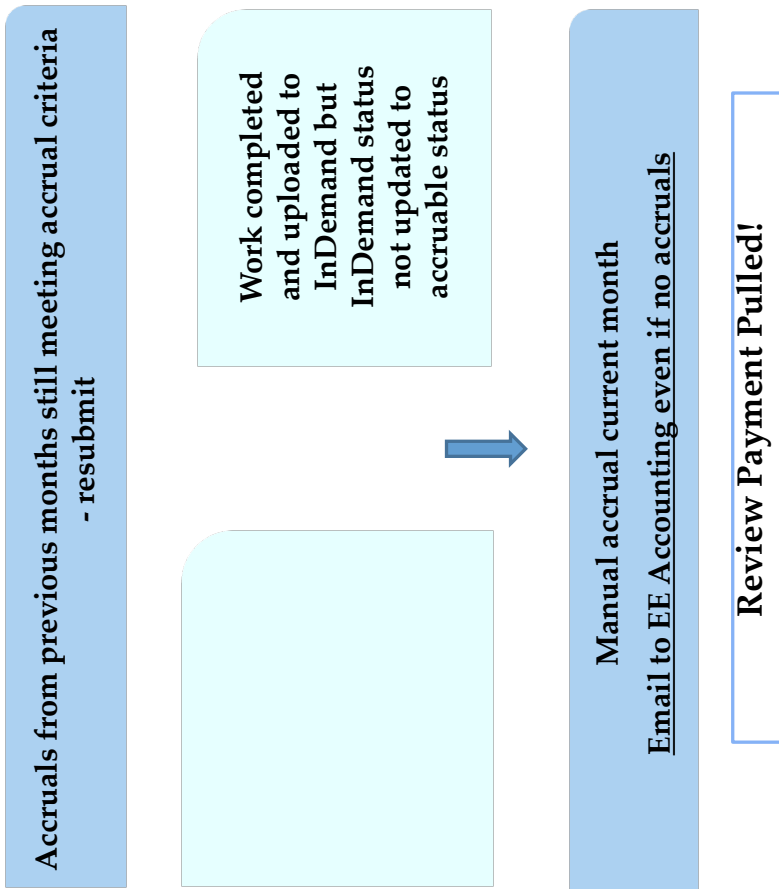 Accruals from previous months still meeting accrual criteria
- resubmit
Work completed
and uploaded to
InDemand but
InDemand status
not updated to
accruable status
Manual accrual current month
Email to EE Accounting even if no accruals
Review Payment Pulled!